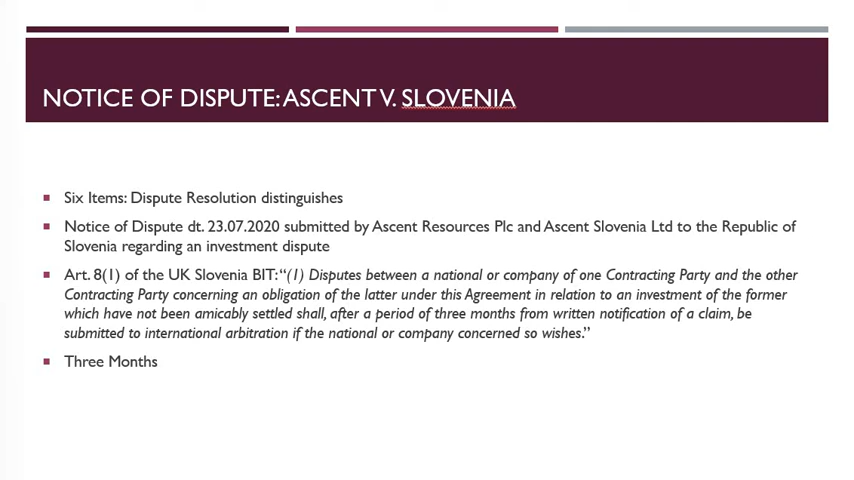 NOTICE OF DISPUTE: ASCENT V. SLOVENIA
Six Items: Dispute Resolution distinguishes
Notice of Dispute dt. 23.07.2020 submitted by Ascent Resources Plc and Ascent Slovenia Ltd to the Republic of
Slovenia regarding an investment dispute
Art. 8(1) of the UK Slovenia BIT: “(1) Disputes between a national or company of one Contracting Party and the other
Contracting Party concerning an obligation of the latter under this Agreement in relation to an investment of the former
which have not been amicably settled shall, after a period of three months from written notification of a claim, be
submitted to international arbitration if the national or company concerned so wishes.”
Three Months